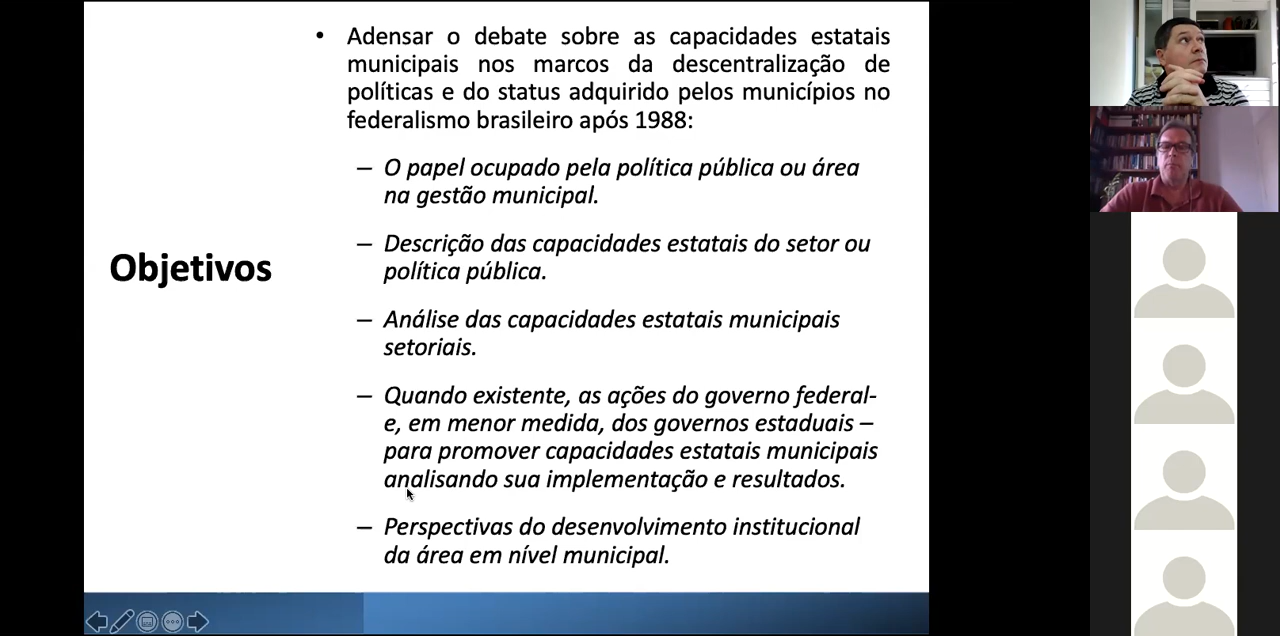 • Adensar o debate sobre as capacidades estatais
municipais nos marcos da descentralização de
políticas e do status adquirido pelos municípios no
federalismo brasileiro após 1988:
– O papel ocupado pela política pública ou área
na gestão municipal.
– Descrição das capacidades estatais do setor ou
política pública.
Objetivos
– Análise das capacidades estatais municipais
setoriais.
– Quando existente, as ações do governo federal-
e, em menor medida, dos governos estaduais –
para promover capacidades estatais municipais
analisando sua implementação e resultados.
– Perspectivas do desenvolvimento institucional
da área em nível municipal.